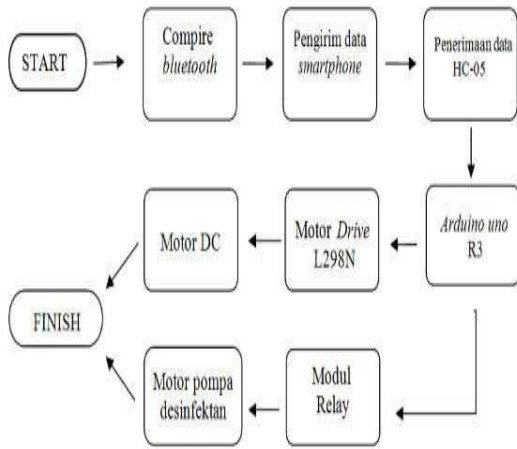 START
Compire
bluetooth
Pengirim data
smartphone
Penerimaan data
HC-05
Arduino uno
R3
Motor Drive
L298N
Motor DC
FINISH
Modul
Relay
Motor pompa
desinfektan